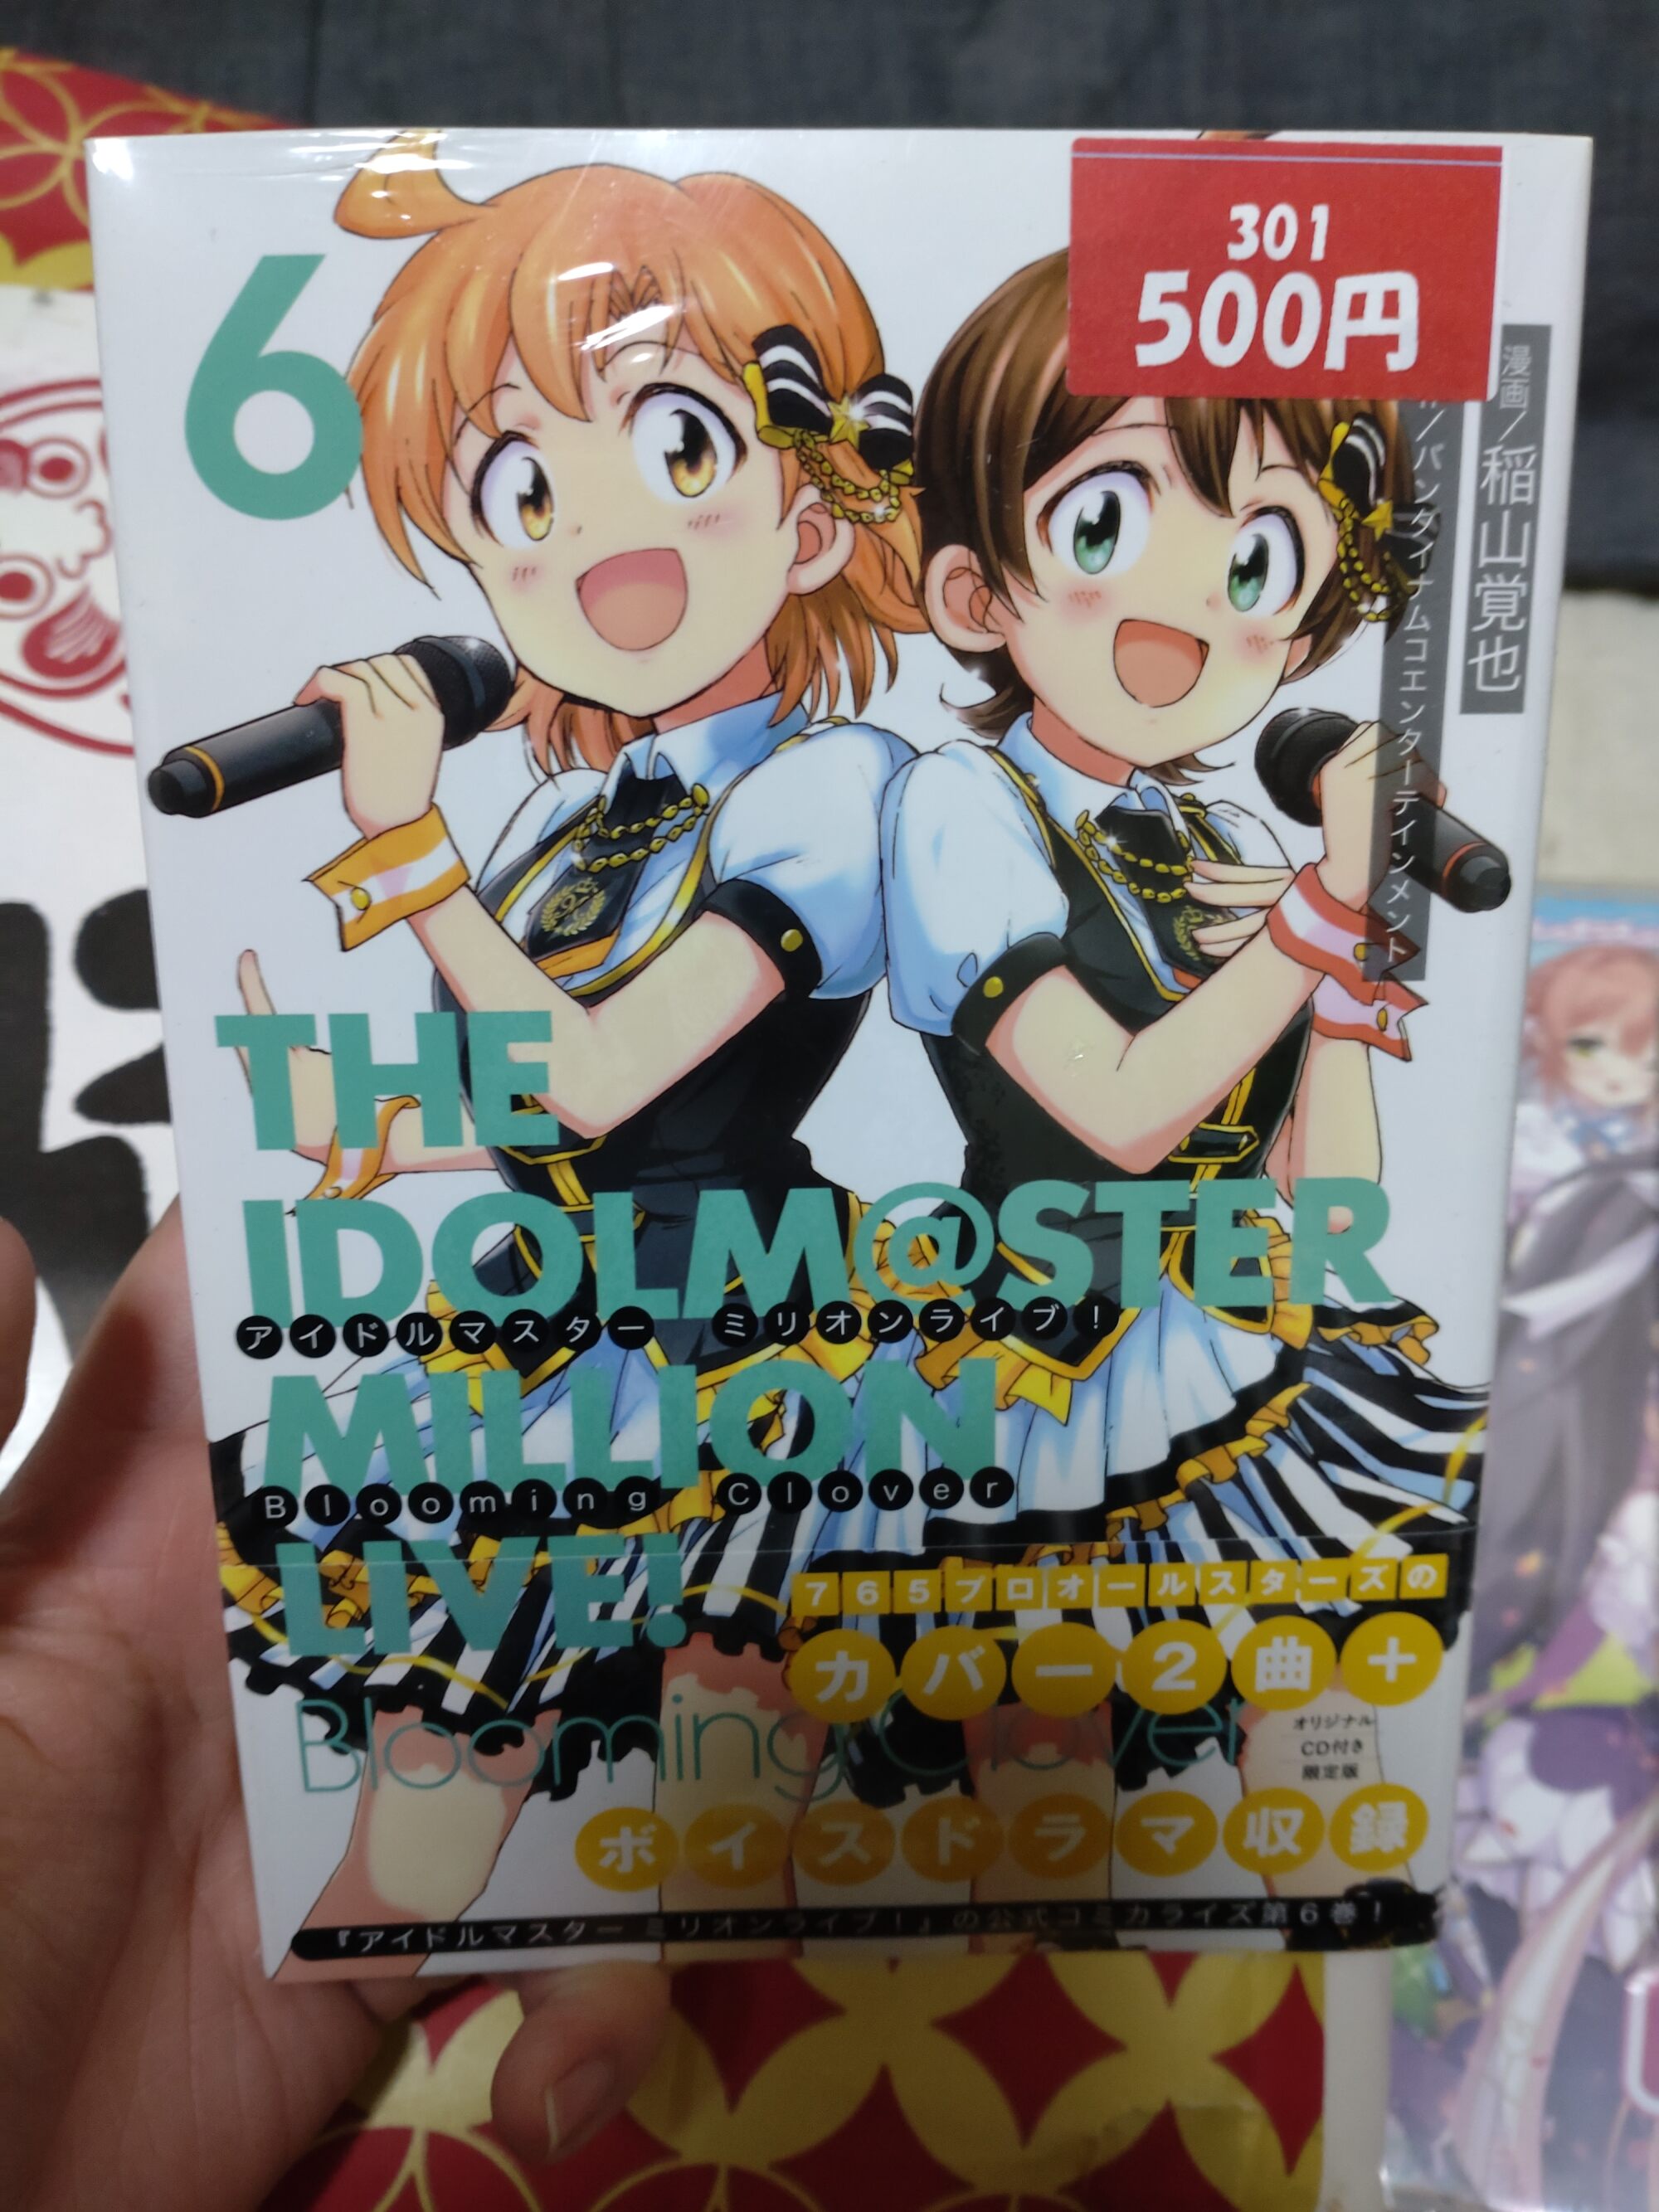 6
301
500円
漫画／稲山覚也
／バンダイナムコエンターテインメント
THE
IDOLM@STER
アイドルマスター ミリオンライブ！
MILLION
Blooming Clover
LIVE!
765プロオールスターズの
カバー2曲＋
Blooming Clover
オリジナル
CD付き
限定版
ボイスドラマ収録
『アイドルマスター ミリオンライブ！』の公式コミカライズ第6巻！